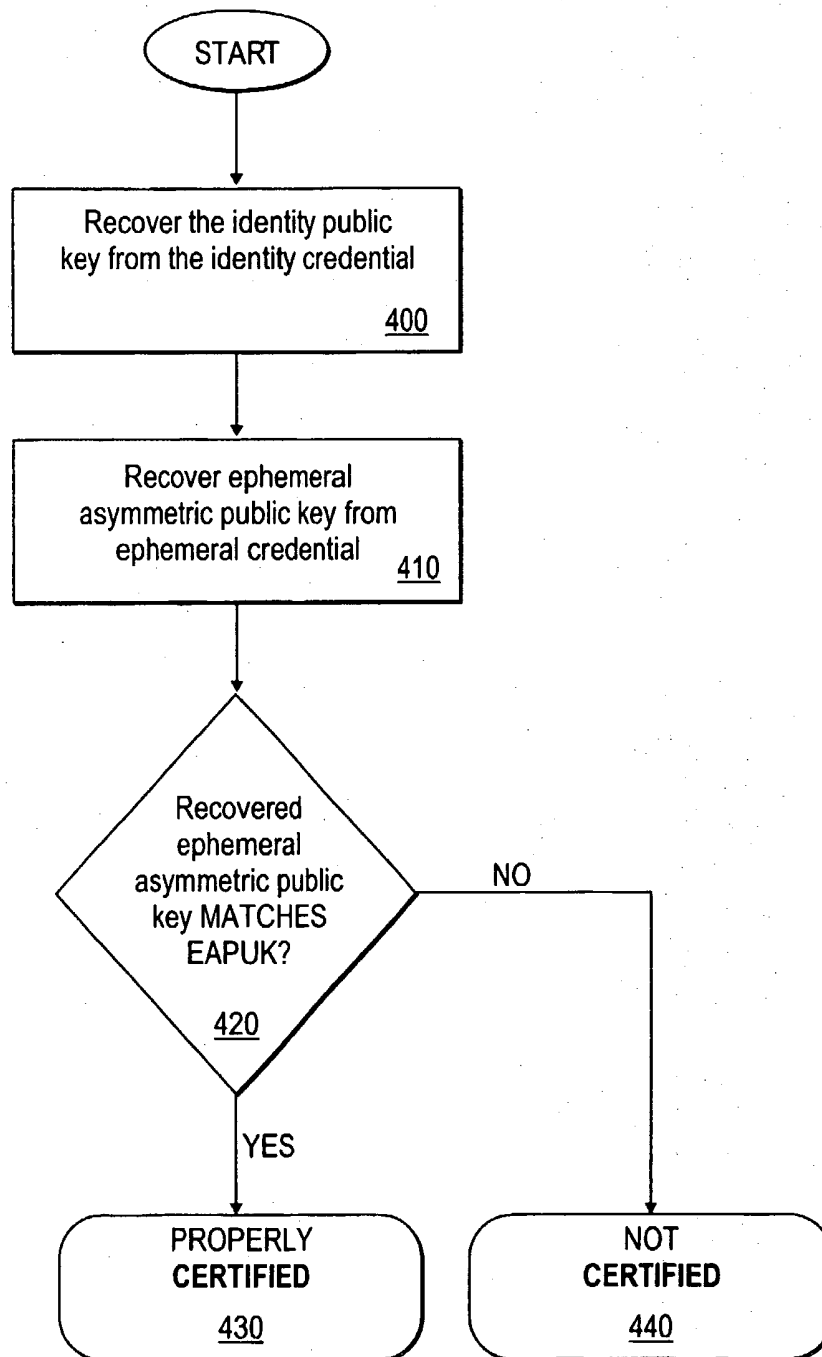 START
Recover the identity public
key from the identity credential
400
Recover ephemeral
asymmetric public key from
ephemeral credential
410
Recovered
ephemeral
asymmetric public
key MATCHES
EAPUK?
420
NO
YES
PROPERLY
CERTIFIED
430
NOT
CERTIFIED
440